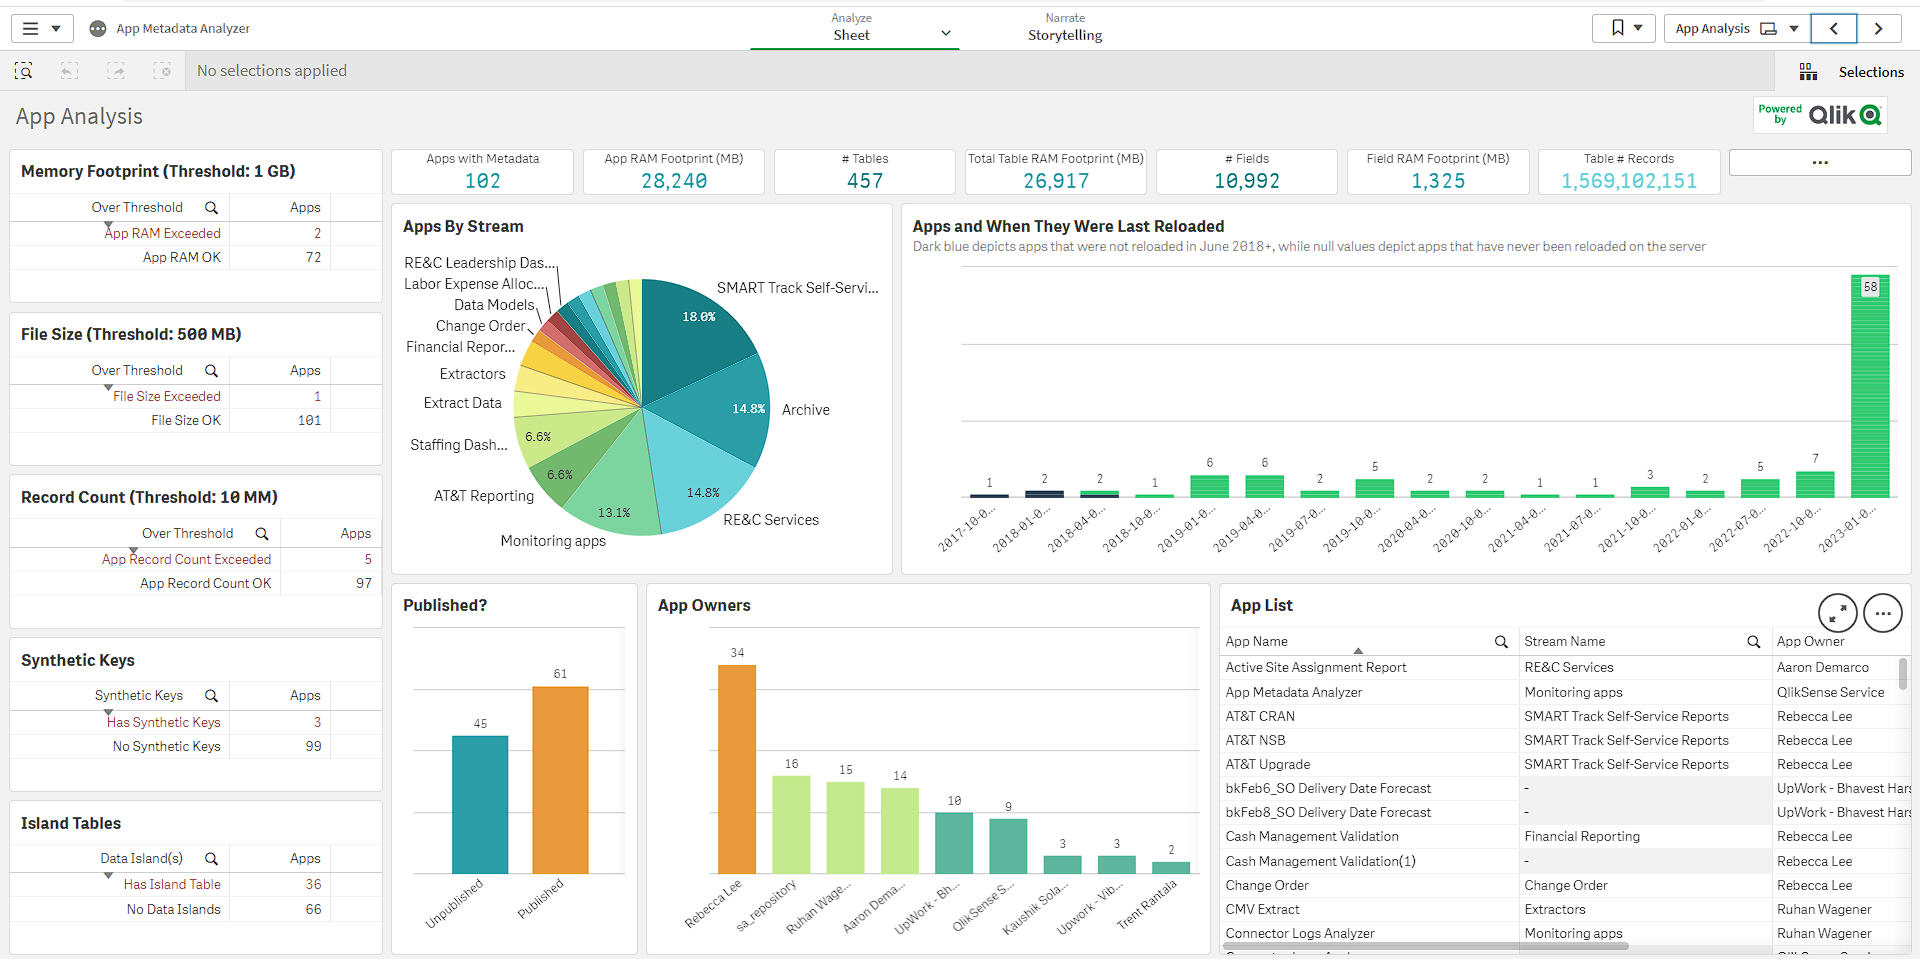 App Metadata Analyzer
Analyze
Sheet
Narrate
Storytelling
App Analysis
No selections applied
Selections
App Analysis
Powered by Qlik
Memory Footprint (Threshold: 1 GB)
Over Threshold Apps
App RAM Exceeded 2
App RAM OK 72
File Size (Threshold: 500 MB)
Over Threshold Apps
File Size Exceeded 1
File Size OK 101
Record Count (Threshold: 10 MM)
Over Threshold Apps
App Record Count Exceeded 5
App Record Count OK 97
Synthetic Keys
Synthetic Keys Apps
Has Synthetic Keys 3
No Synthetic Keys 99
Island Tables
Data Island(s) Apps
Has Island Table 36
No Data Islands 66
Apps with Metadata
102
App RAM Footprint (MB)
28,240
# Tables
457
Total Table RAM Footprint (MB)
26,917
# Fields
10,992
Field RAM Footprint (MB)
1,325
Table # Records
1,569,102,151
Apps By Stream
RE&C Leadership Das...
Labor Expense Alloc...
Data Models
Change Order
Financial Repor...
Extractors
Extract Data
Staffing Dash...
AT&T Reporting
Monitoring apps
RE&C Services
Archive
SMART Track Self-Servi...
18.0%
14.8%
14.8%
13.1%
6.6%
6.6%
Apps and When They Were Last Reloaded
Dark blue depicts apps that were not reloaded in June 2018+, while null values depict apps that have never been reloaded on the server
1 2 2 1 6 6 2 5 2 2 1 1 3 2 5 7 58
2017-10-0... 2018-01-0... 2018-04-0... 2018-10-0... 2019-01-0... 2019-04-0... 2019-07-0... 2019-10-0... 2020-04-0... 2020-10-0... 2021-04-0... 2021-07-0... 2021-10-0... 2022-01-0... 2022-07-0... 2022-10-0... 2023-01-0...
Published?
45 61
Unpublished Published
App Owners
34 16 15 14 10 9 3 3 2
Rebecca Lee sa_repository Ruhan Wage... Aaron Dema... UpWork - Bh... QlikSense S... Kaushik Sola... Upwork - Vib... Trent Rantala
App List
App Name Stream Name App Owner
Active Site Assignment Report RE&C Services Aaron Demarco
App Metadata Analyzer Monitoring apps QlikSense Service
AT&T CRAN SMART Track Self-Service Reports Rebecca Lee
AT&T NSB SMART Track Self-Service Reports Rebecca Lee
AT&T Upgrade SMART Track Self-Service Reports Rebecca Lee
bkFeb6_SO Delivery Date Forecast - UpWork - Bhavest Hars
bkFeb8_SO Delivery Date Forecast - UpWork - Bhavest Hars
Cash Management Validation Financial Reporting Rebecca Lee
Cash Management Validation(1) - Rebecca Lee
Change Order Change Order Rebecca Lee
CMV Extract Extractors Ruhan Wagener
Connector Logs Analyzer Monitoring apps Ruhan Wagener